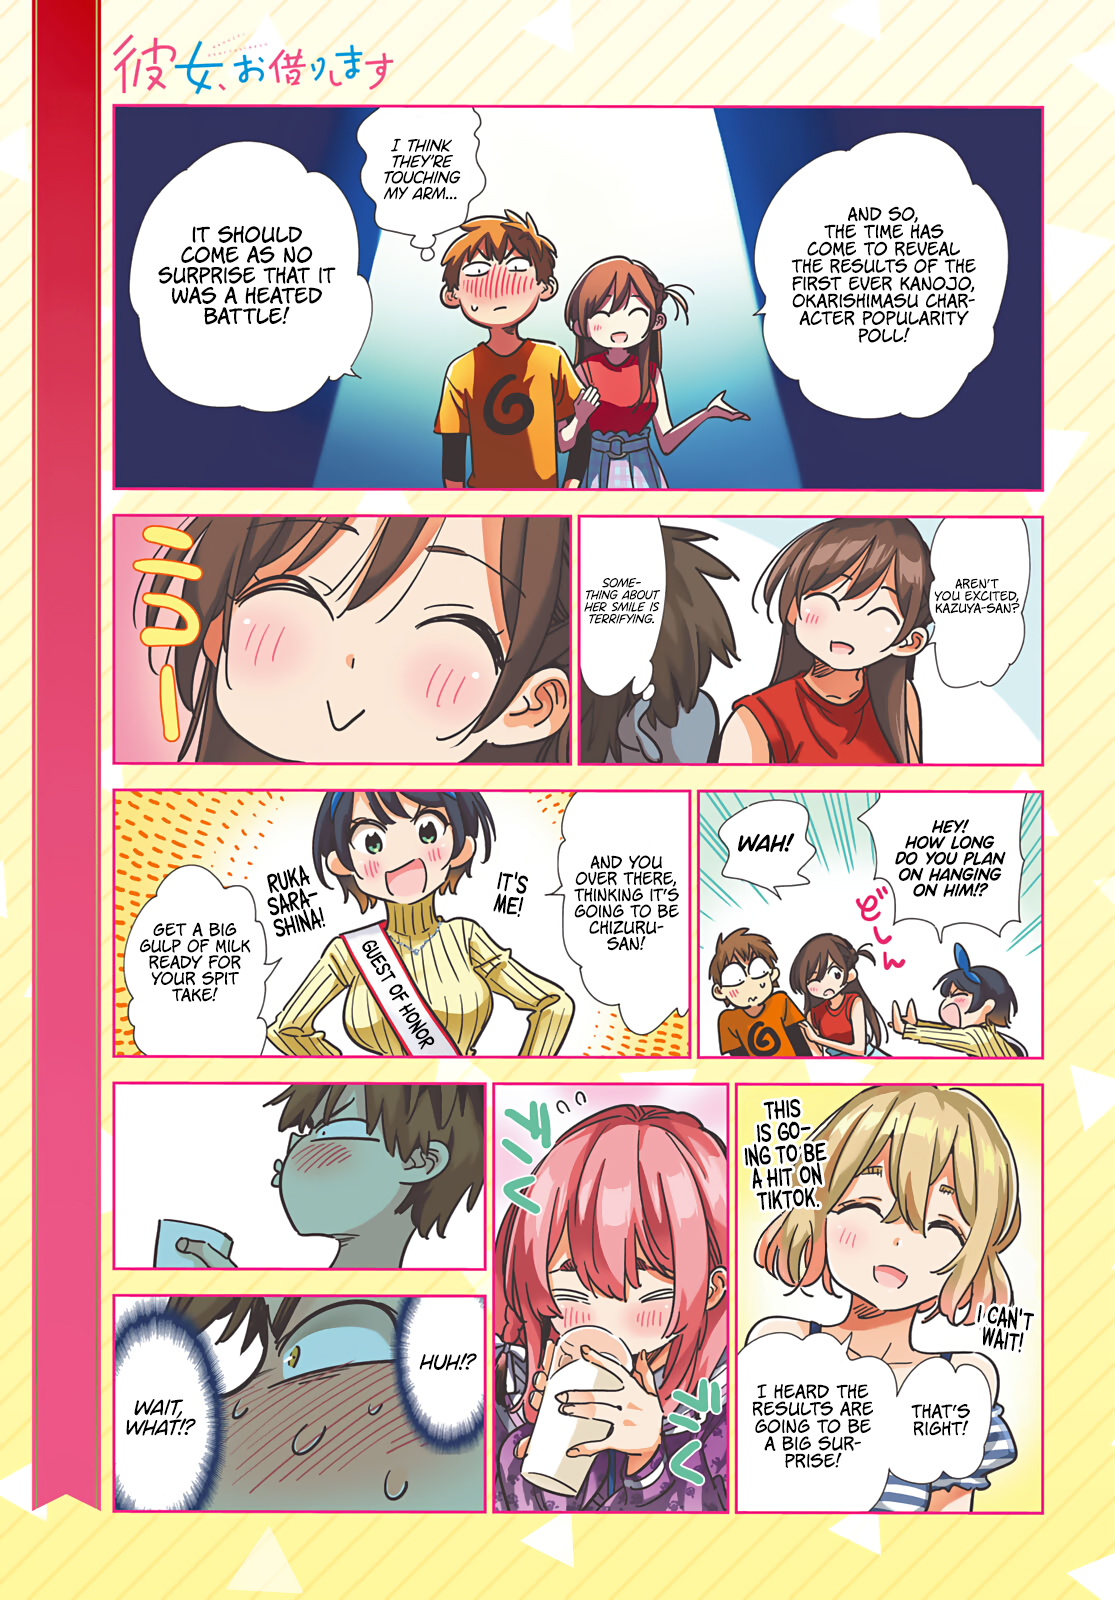 彼女、お借りします
AND SO,
THE TIME HAS
COME TO REVEAL
THE RESULTS OF THE
FIRST EVER KANOJO,
OKARISHIMASU CHAR-
ACTER POPULARITY
POLL!
I THINK
THEY'RE
TOUCHING
MY ARM...
IT SHOULD
COME AS NO
SURPRISE THAT IT
WAS A HEATED
BATTLE!
AREN'T
YOU EXCITED,
KAZUYA-SAN?
SOME-
THING ABOUT
HER SMILE IS
TERRIFYING.
ニコー
HEY!
HOW LONG
DO YOU PLAN
ON HANGING
ON HIM!?
WAH!
どしん
AND YOU
OVER THERE,
THINKING IT'S
GOING TO BE
CHIZURU-
SAN!
IT'S
ME!
RUKA
SARA-
SHINA!
GUEST OF HONOR
GET A BIG
GULP OF MILK
READY FOR
YOUR SPIT
TAKE!
THIS
IS GO-
ING TO BE
A HIT ON
TIKTOK.
I CAN'T
WAIT!
THAT'S
RIGHT!
I HEARD THE
RESULTS ARE
GOING TO BE
A BIG SUR-
PRISE!
HUH!?
WAIT,
WHAT!?